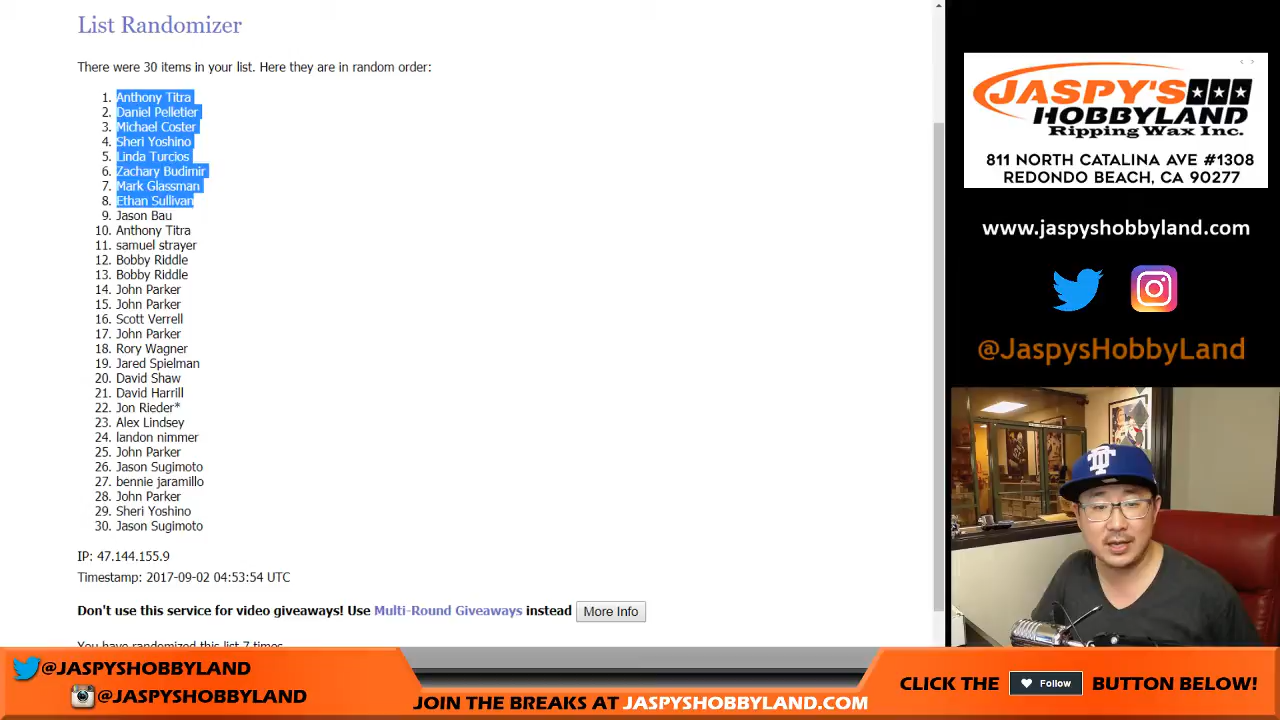 List Randomizer
There were 30 items in your list. Here they are in random order:
1. Anthony Titra
2. Daniel Pelletier
3. Michael Coster
4. Sheri Yoshino
5. Linda Turcios
6. Zachary Budimir
7. Mark Glassman
8. Ethan Sullivan
9. Jason Bau
10. Anthony Titra
11. samuel strayer
12. Bobby Riddle
13. Bobby Riddle
14. John Parker
15. John Parker
16. Scott Verrell
17. John Parker
18. Rory Wagner
19. Jared Spielman
20. David Shaw
21. David Harrill
22. Jon Rieder*
23. Alex Lindsey
24. landon nimmer
25. John Parker
26. Jason Sugimoto
27. bennie jaramillo
28. John Parker
29. Sheri Yoshino
30. Jason Sugimoto
IP: 47.144.155.9
Timestamp: 2017-09-02 04:53:54 UTC
Don't use this service for video giveaways! Use Multi-Round Giveaways instead More Info
You have randomized this list 7 times
JASPY'S
HOBBYLAND
Ripping Wax Inc.
811 NORTH CATALINA AVE #1308
REDONDO BEACH, CA 90277
www.jaspyshobbyland.com
@JaspysHobbyLand
@JASPYSHOBBYLAND
@JASPYSHOBBYLAND
JOIN THE BREAKS AT JASPYSHOBBYLAND.COM
CLICK THE Follow BUTTON BELOW!